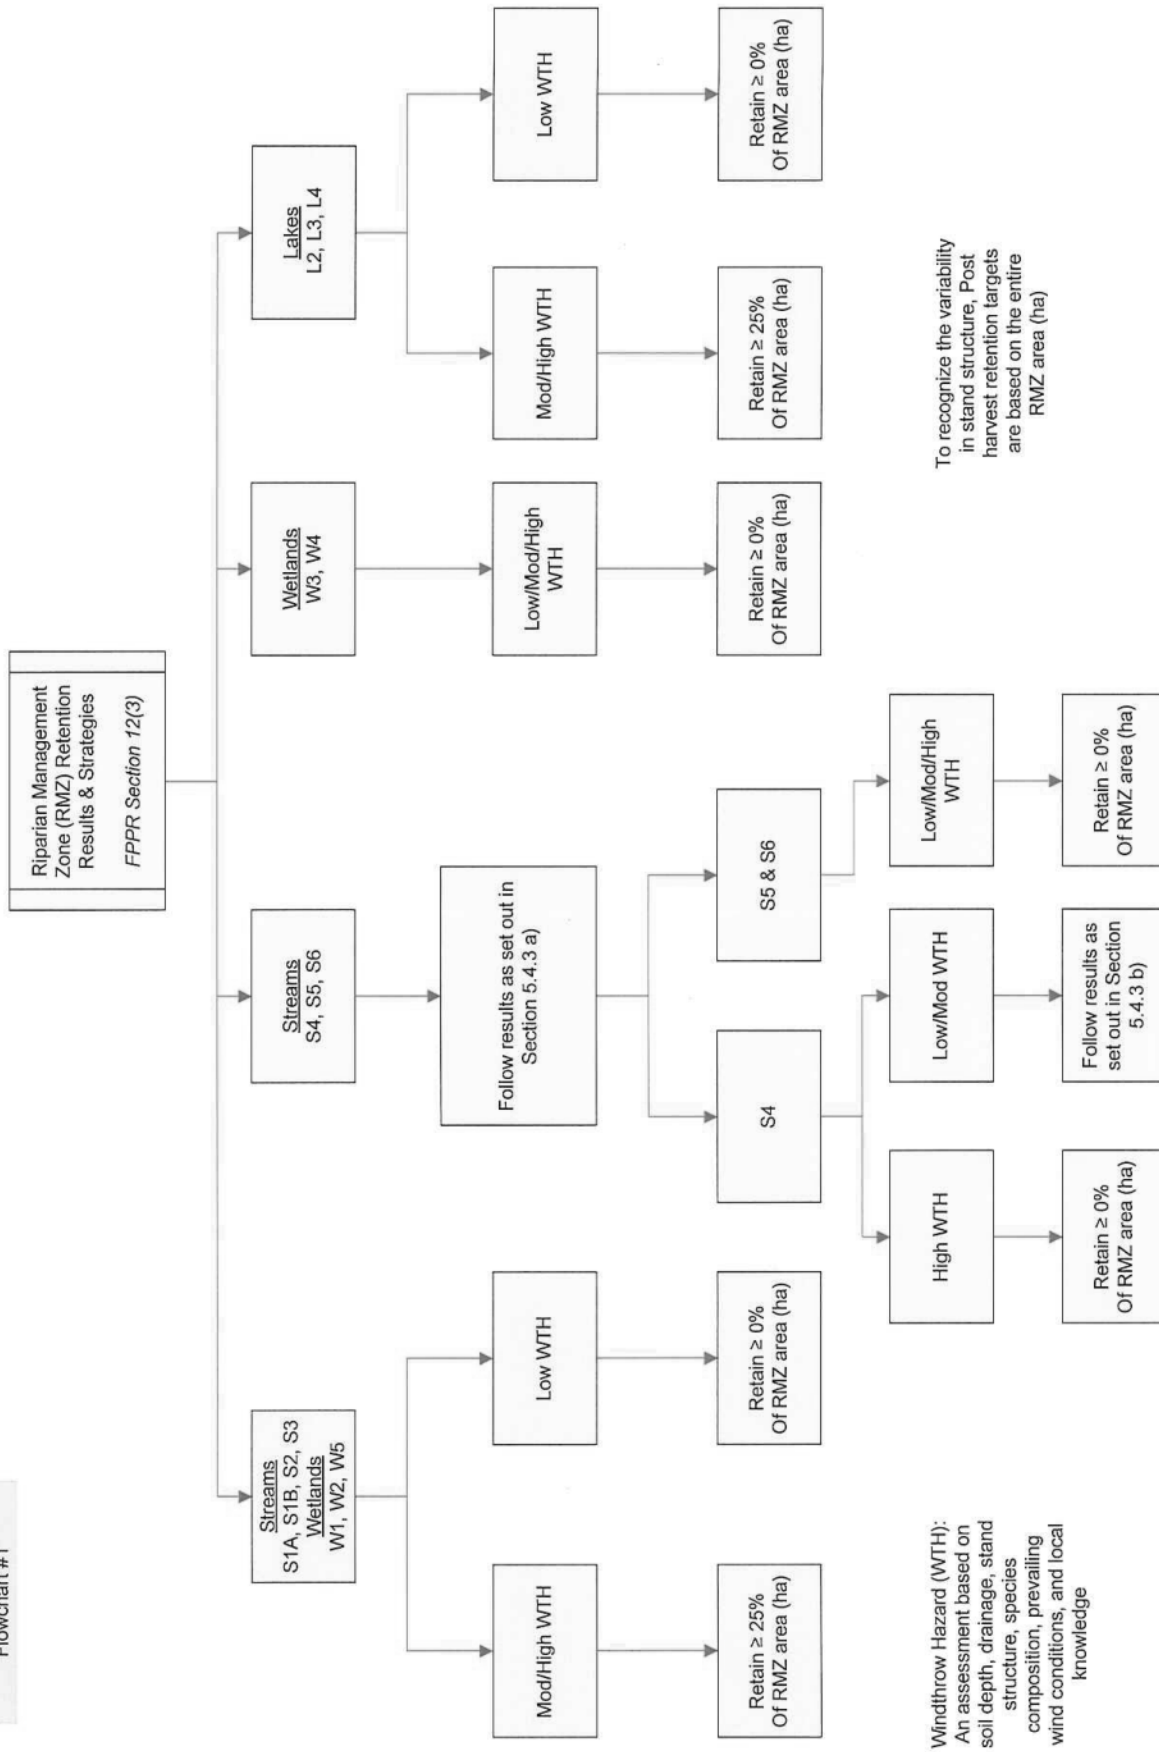 Flowchart #1
Riparian Management
Zone (RMZ) Retention
Results & Strategies
FPPR Section 12(3)
Streams
S1A, S1B, S2, S3
Wetlands
W1, W2, W5
Streams
S4, S5, S6
Wetlands
W3, W4
Lakes
L2, L3, L4
Mod/High WTH
Low WTH
Follow results as set out in
Section 5.4.3 a)
Low/Mod/High
WTH
Mod/High WTH
Low WTH
Retain ≥ 25%
Of RMZ area (ha)
Retain ≥ 0%
Of RMZ area (ha)
S4
S5 & S6
Retain ≥ 0%
Of RMZ area (ha)
Retain ≥ 25%
Of RMZ area (ha)
Retain ≥ 0%
Of RMZ area (ha)
High WTH
Low/Mod WTH
Low/Mod/High
WTH
Retain ≥ 0%
Of RMZ area (ha)
Follow results as
set out in Section
5.4.3 b)
Retain ≥ 0%
Of RMZ area (ha)
Windthrow Hazard (WTH):
An assessment based on
soil depth, drainage, stand
structure, species
composition, prevailing
wind conditions, and local
knowledge
To recognize the variability
in stand structure, Post
harvest retention targets
are based on the entire
RMZ area (ha)